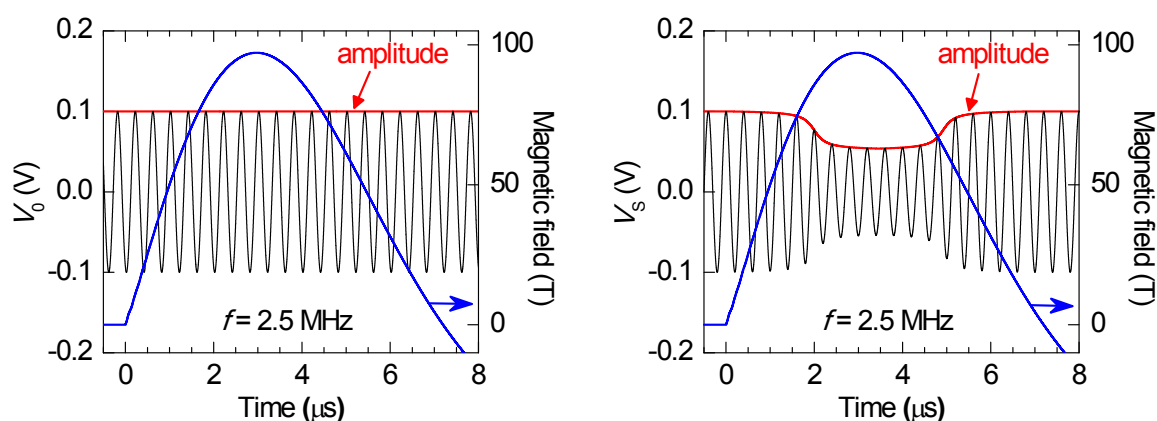 0.2
0.1
0.0
-0.1
-0.2
V0 (V)
amplitude
f = 2.5 MHz
100
50
0
Magnetic field (T)
0 2 4 6 8
Time (μs)
0.2
0.1
0.0
-0.1
-0.2
VS (V)
amplitude
f = 2.5 MHz
100
50
0
Magnetic field (T)
0 2 4 6 8
Time (μs)